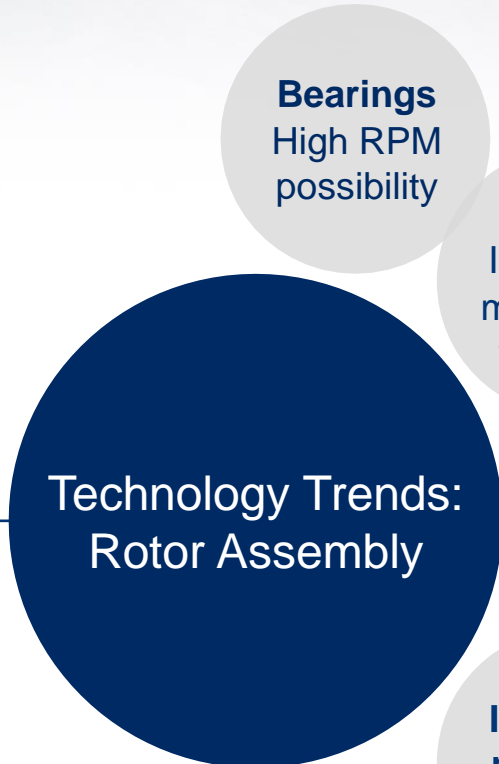 Bearings
High RPM
possibility
Technology Trends:
Rotor Assembly